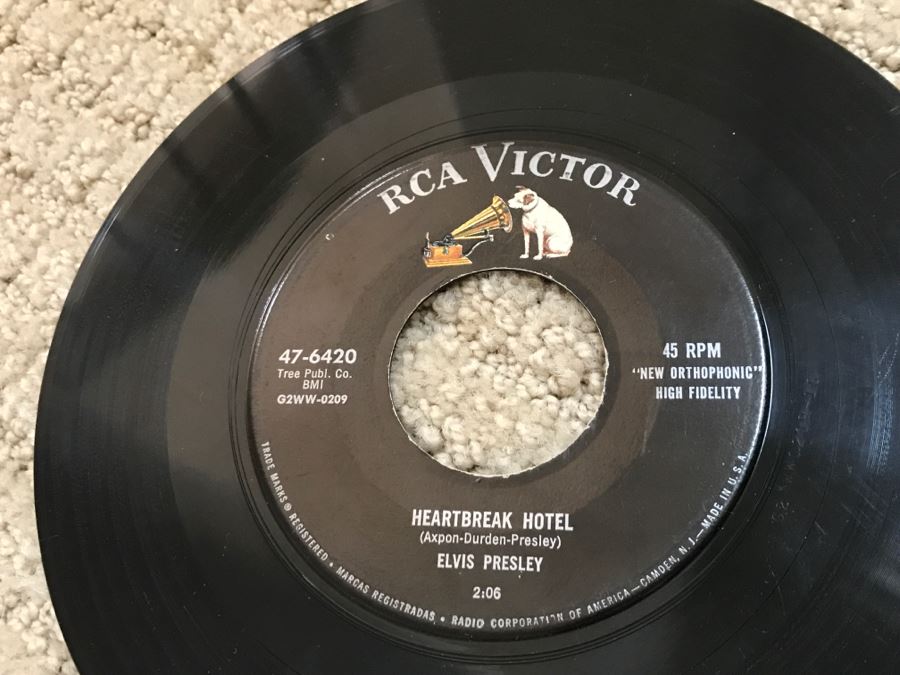 RCA VICTOR
47-6420
Tree Publ. Co.
BMI
G2WW-0209
45 RPM
"NEW ORTHOPHONIC"
HIGH FIDELITY
HEARTBREAK HOTEL
(Axpon-Durden-Presley)
ELVIS PRESLEY
2:06
TRADE MARKS ® REGISTERED • MARCAS REGISTRADAS • RADIO CORPORATION OF AMERICA—CAMDEN, N. J.—MADE IN U.S.A.